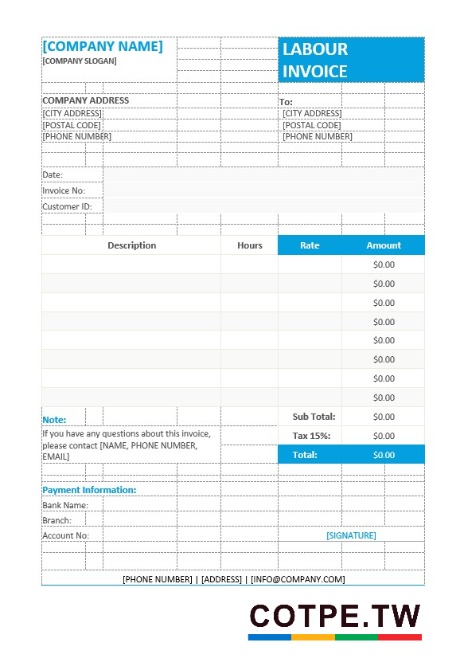 [COMPANY NAME]
[COMPANY SLOGAN]
LABOUR
INVOICE
COMPANY ADDRESS
[CITY ADDRESS]
[POSTAL CODE]
[PHONE NUMBER]
To:
[CITY ADDRESS]
[POSTAL CODE]
[PHONE NUMBER]
Date:
Invoice No:
Customer ID:
Description Hours Rate Amount
$0.00
$0.00
$0.00
$0.00
$0.00
$0.00
$0.00
$0.00
Sub Total: $0.00
Tax 15%: $0.00
Total: $0.00
Note:
If you have any questions about this invoice,
please contact [NAME, PHONE NUMBER,
EMAIL]
Payment Information:
Bank Name:
Branch:
Account No:
[SIGNATURE]
[PHONE NUMBER] | [ADDRESS] | [INFO@COMPANY.COM]
COTPE.TW